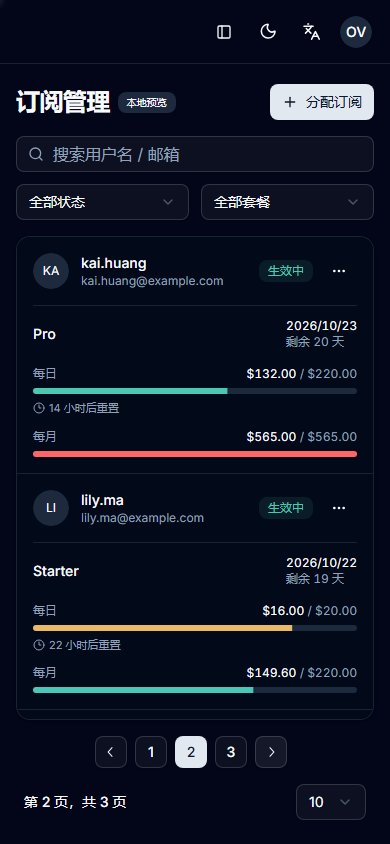 OV
订阅管理 本地预览 分配订阅
搜索用户名 / 邮箱
全部状态 全部套餐
KA kai.huang 生效中
kai.huang@example.com
Pro 2026/10/23
剩余 20 天
每日 $132.00 / $220.00
14 小时后重置
每月 $565.00 / $565.00
LI lily.ma 生效中
lily.ma@example.com
Starter 2026/10/22
剩余 19 天
每日 $16.00 / $20.00
22 小时后重置
每月 $149.60 / $220.00
1 2 3
第 2 页，共 3 页 10